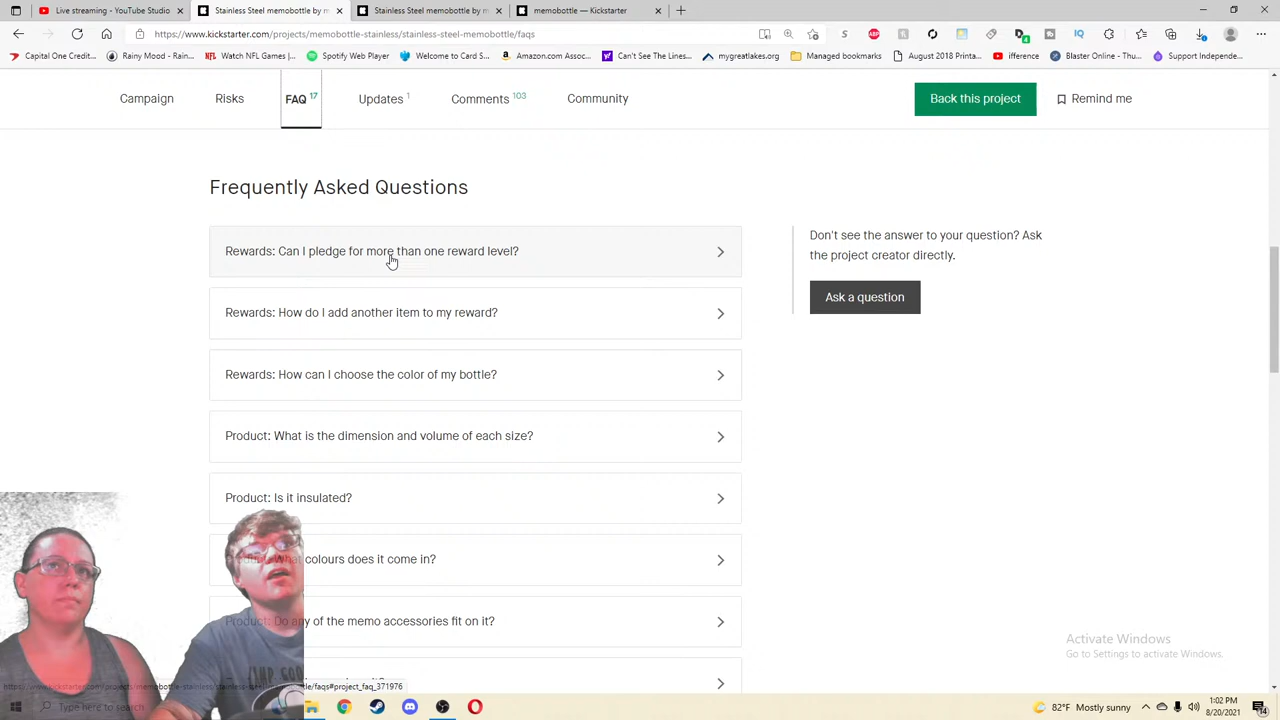 Live streaming - YouTube Studio
Stainless Steel memobottle by m
Stainless Steel memobottle by m
memobottle — Kickstarter
https://www.kickstarter.com/projects/memobottle-stainless/stainless-steel-memobottle/faqs
Capital One Credit...
Rainy Mood - Rain...
Watch NFL Games |...
Spotify Web Player
Welcome to Card S...
Amazon.com Assoc...
Can't See The Lines...
mygreatlakes.org
August 2018 Printa...
ifference
Managed bookmarks
Blaster Online - Thu...
Support Independ...
Campaign
Risks
FAQ 17
Updates 1
Comments 103
Community
Back this project
Remind me
Frequently Asked Questions
Rewards: Can I pledge for more than one reward level?
Don't see the answer to your question? Ask
the project creator directly.
Ask a question
Rewards: How do I add another item to my reward?
Rewards: How can I choose the color of my bottle?
Product: What is the dimension and volume of each size?
Product: Is it insulated?
What colours does it come in?
Product: Do any of the memo accessories fit on it?
Activate Windows
Go to Settings to activate Windows.
Type here to search
82°F Mostly sunny
1:02 PM
8/20/2021